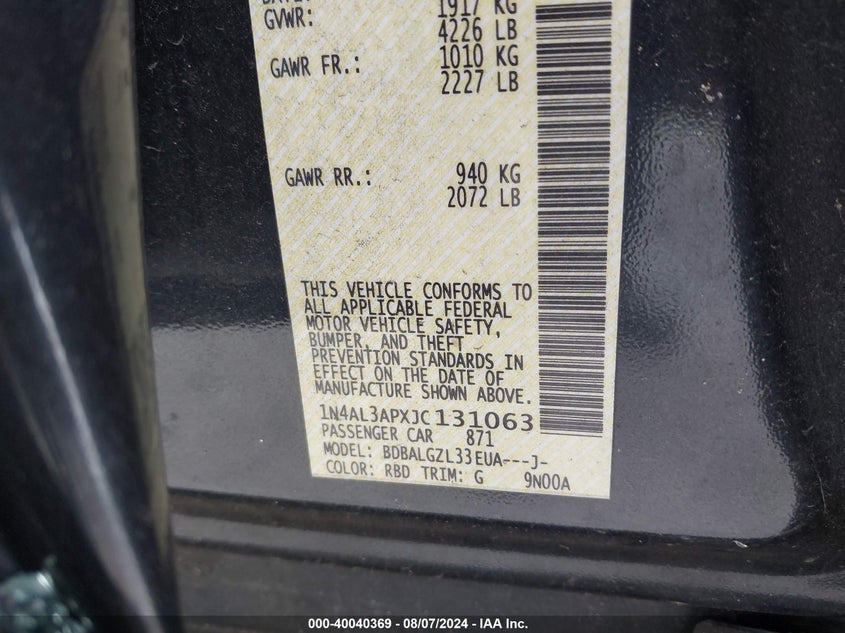 GVWR: 1917 KG
4226 LB
GAWR FR.: 1010 KG
2227 LB
GAWR RR.: 940 KG
2072 LB
THIS VEHICLE CONFORMS TO
ALL APPLICABLE FEDERAL
MOTOR VEHICLE SAFETY,
BUMPER, AND THEFT
PREVENTION STANDARDS IN
EFFECT ON THE DATE OF
MANUFACTURE SHOWN ABOVE.
1N4AL3APXJC131063
PASSENGER CAR 871
MODEL: BDBALGZL33EUA---J-
COLOR: RBD TRIM: G 9N00A
000-40040369 - 08/07/2024 - IAA Inc.